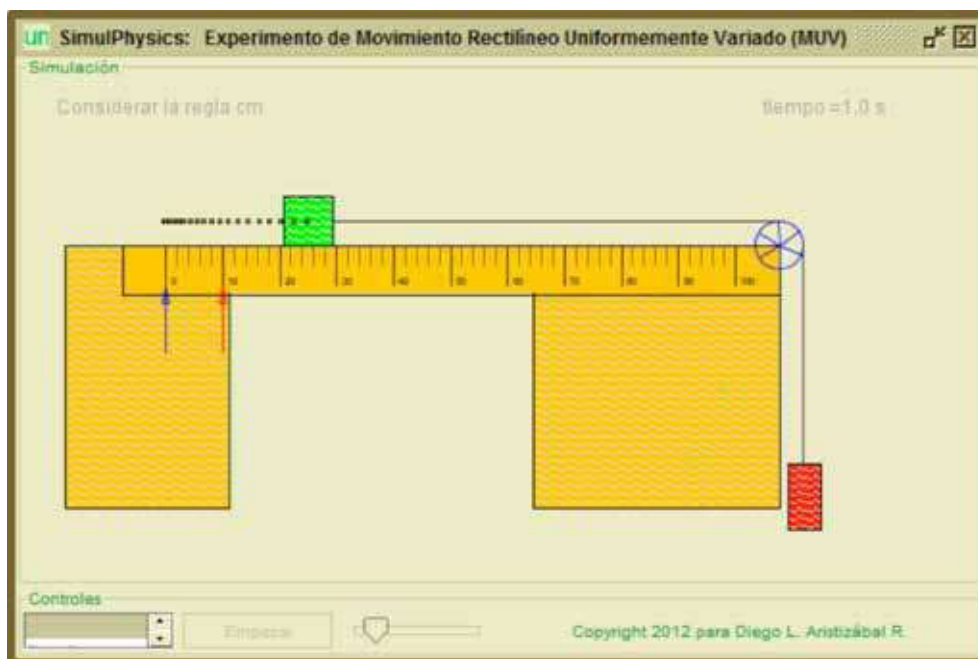 un SimulPhysics: Experimento de Movimiento Rectilíneo Uniformemente Variado (MUV)
Simulación
Considerar la regla cm
tiempo =1,0 s
0 10 20 30 40 50 60 70 80 90 100
Controles
Empezar
Copyright 2012 para Diego L. Aristizábal R.